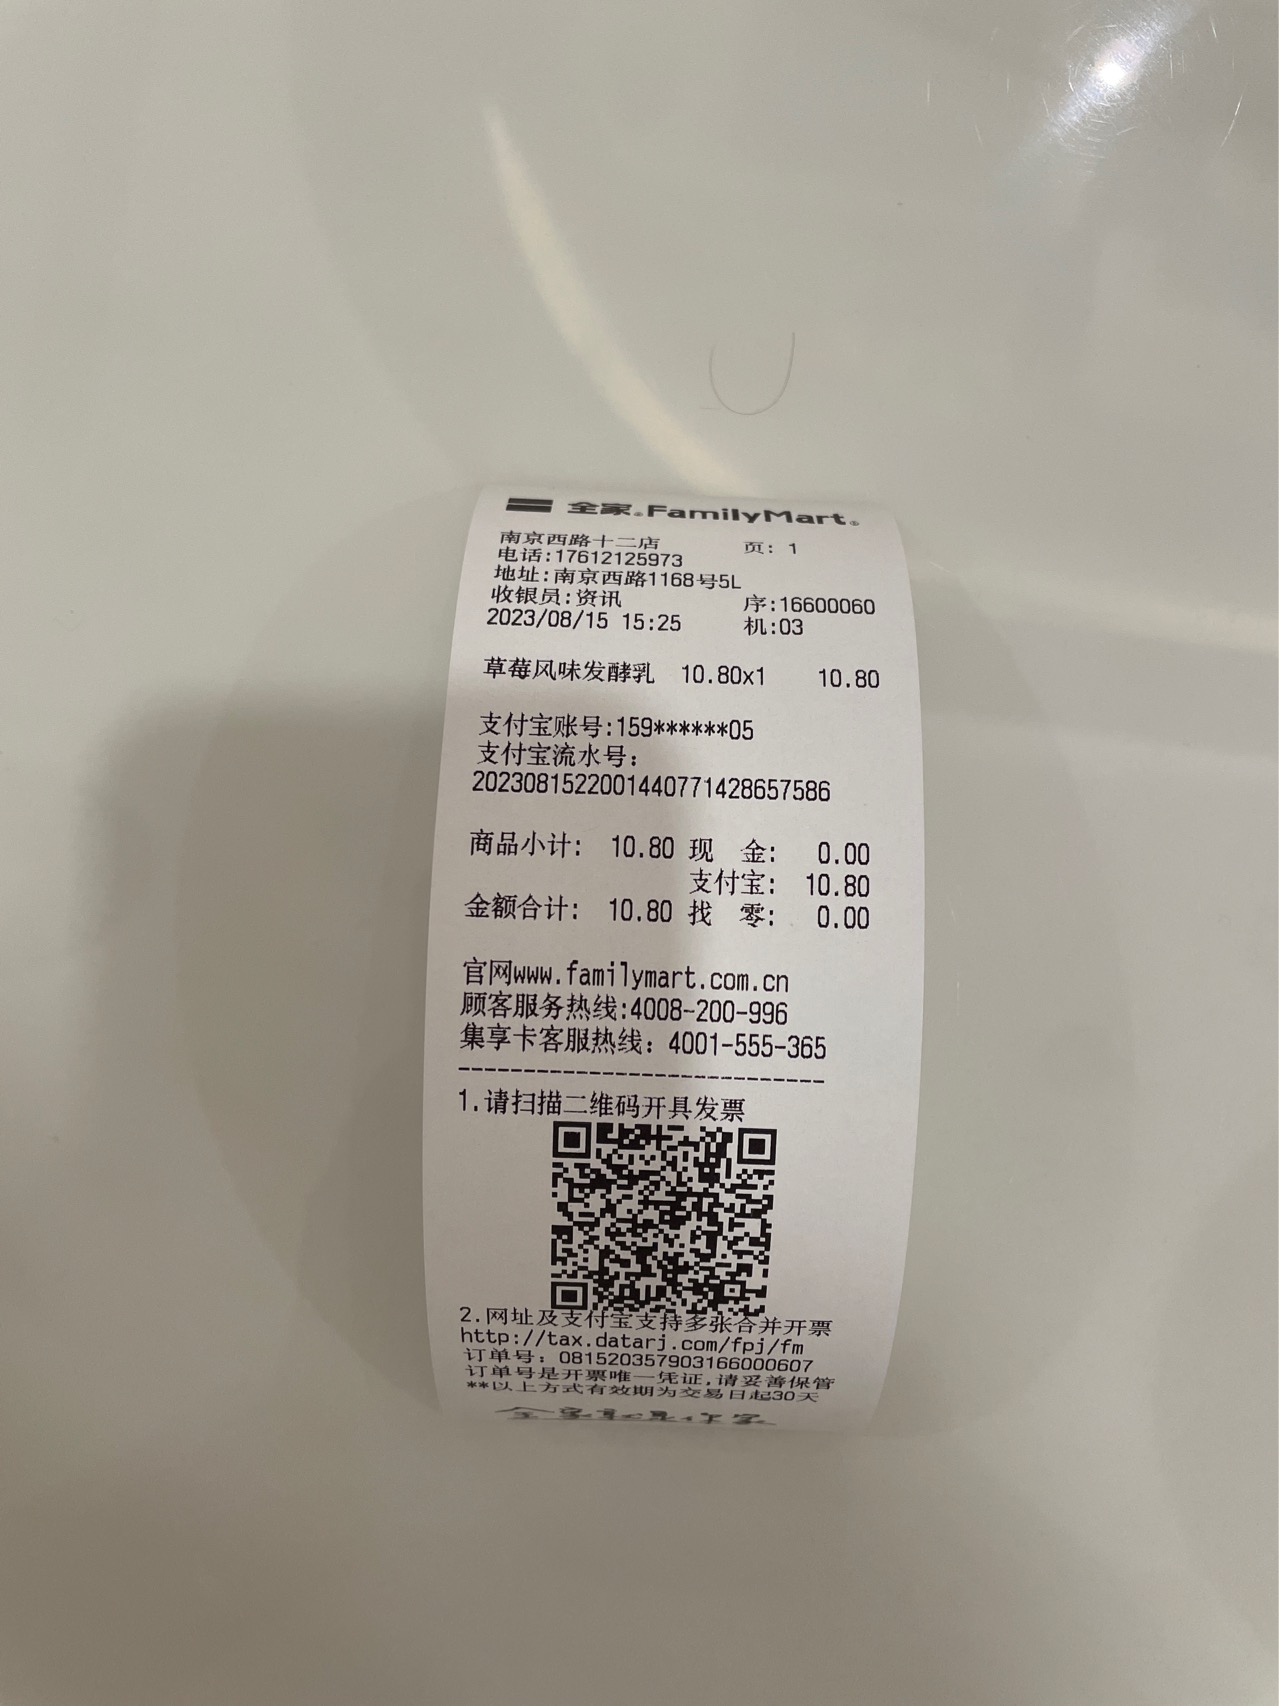 全家®FamilyMart®
南京西路十二店 页: 1
电话:17612125973
地址:南京西路1168号5L
收银员:资讯 序:16600060
2023/08/15 15:25 机:03
草莓风味发酵乳 10.80x1 10.80
支付宝账号:159******05
支付宝流水号:
2023081522001440771428657586
商品小计: 10.80 现 金: 0.00
支付宝: 10.80
金额合计: 10.80 找 零: 0.00
官网www.familymart.com.cn
顾客服务热线:4008-200-996
集享卡客服热线: 4001-555-365
----------------------------
1.请扫描二维码开具发票
2.网址及支付宝支持多张合并开票
http://tax.datarj.com/fpj/fm
订单号: 081520357903166000607
订单号是开票唯一凭证,请妥善保管
**以上方式有效期为交易日起30天
全家就是你家